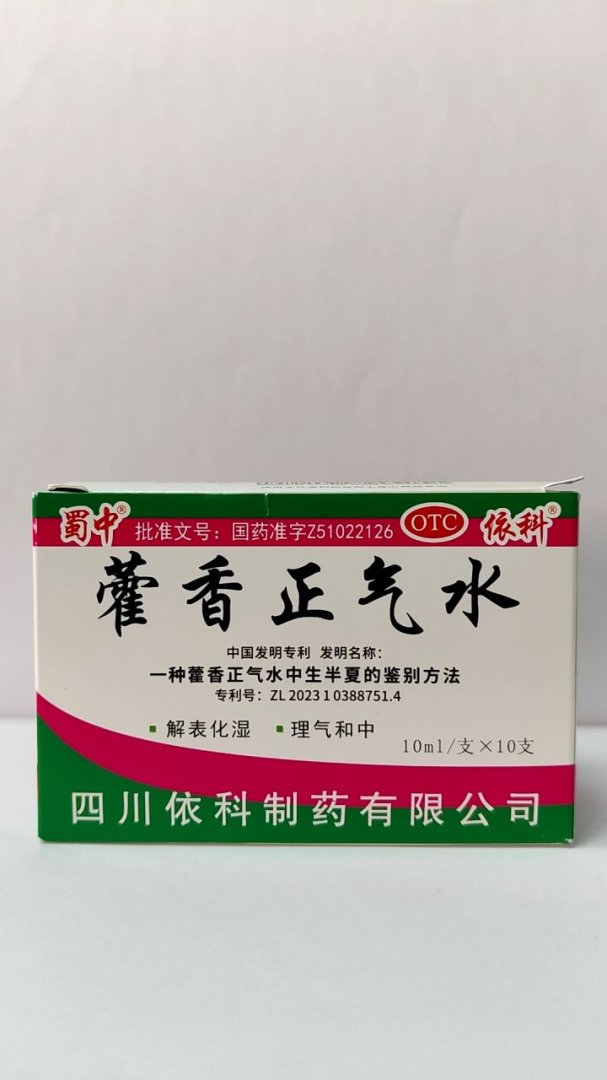 蜀中® 批准文号：国药准字Z51022126 OTC 依科®
藿香正气水
中国发明专利 发明名称：
一种藿香正气水中生半夏的鉴别方法
专利号：ZL 2023 1 0388751.4
▪ 解表化湿 ▪ 理气和中
10ml/支×10支
四川依科制药有限公司